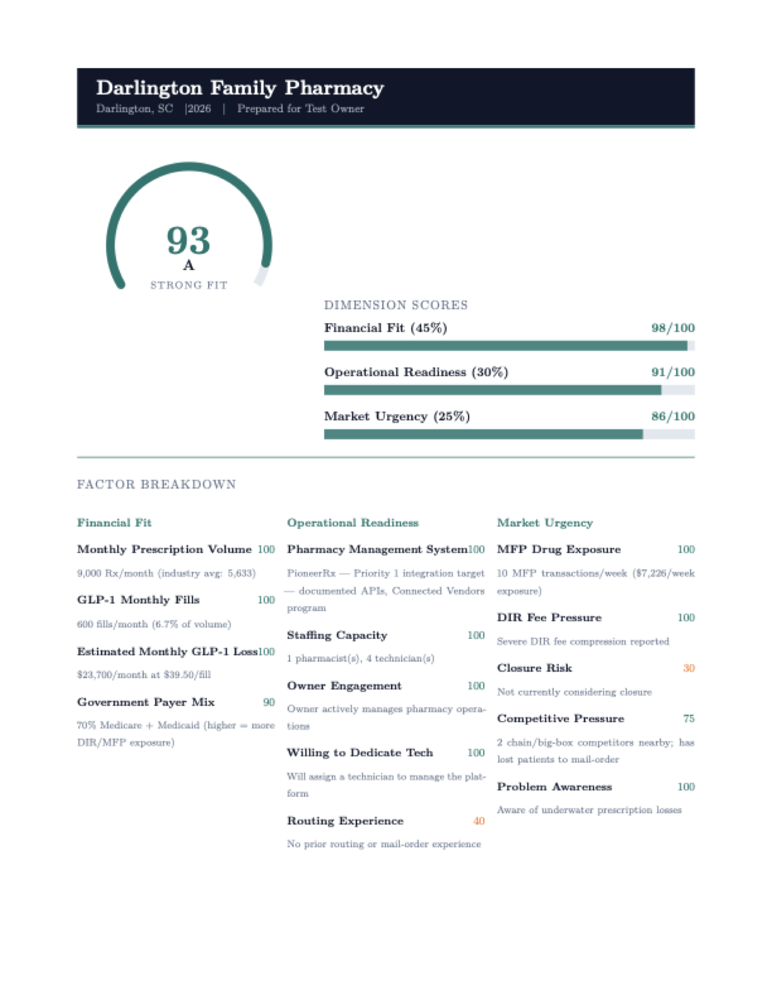 Darlington Family Pharmacy
Darlington, SC |2026 | Prepared for Test Owner
93
A
STRONG FIT
DIMENSION SCORES
Financial Fit (45%) 98/100
Operational Readiness (30%) 91/100
Market Urgency (25%) 86/100
FACTOR BREAKDOWN
Financial Fit
Monthly Prescription Volume 100
9,000 Rx/month (industry avg: 5,633)
GLP-1 Monthly Fills 100
600 fills/month (6.7% of volume)
Estimated Monthly GLP-1 Loss100
$23,700/month at $39.50/fill
Government Payer Mix 90
70% Medicare + Medicaid (higher = more
DIR/MFP exposure)
Operational Readiness
Pharmacy Management System100
PioneerRx — Priority 1 integration target
— documented APIs, Connected Vendors
program
Staffing Capacity 100
1 pharmacist(s), 4 technician(s)
Owner Engagement 100
Owner actively manages pharmacy opera-
tions
Willing to Dedicate Tech 100
Will assign a technician to manage the plat-
form
Routing Experience 40
No prior routing or mail-order experience
Market Urgency
MFP Drug Exposure 100
10 MFP transactions/week ($7,226/week
exposure)
DIR Fee Pressure 100
Severe DIR fee compression reported
Closure Risk 30
Not currently considering closure
Competitive Pressure 75
2 chain/big-box competitors nearby; has
lost patients to mail-order
Problem Awareness 100
Aware of underwater prescription losses